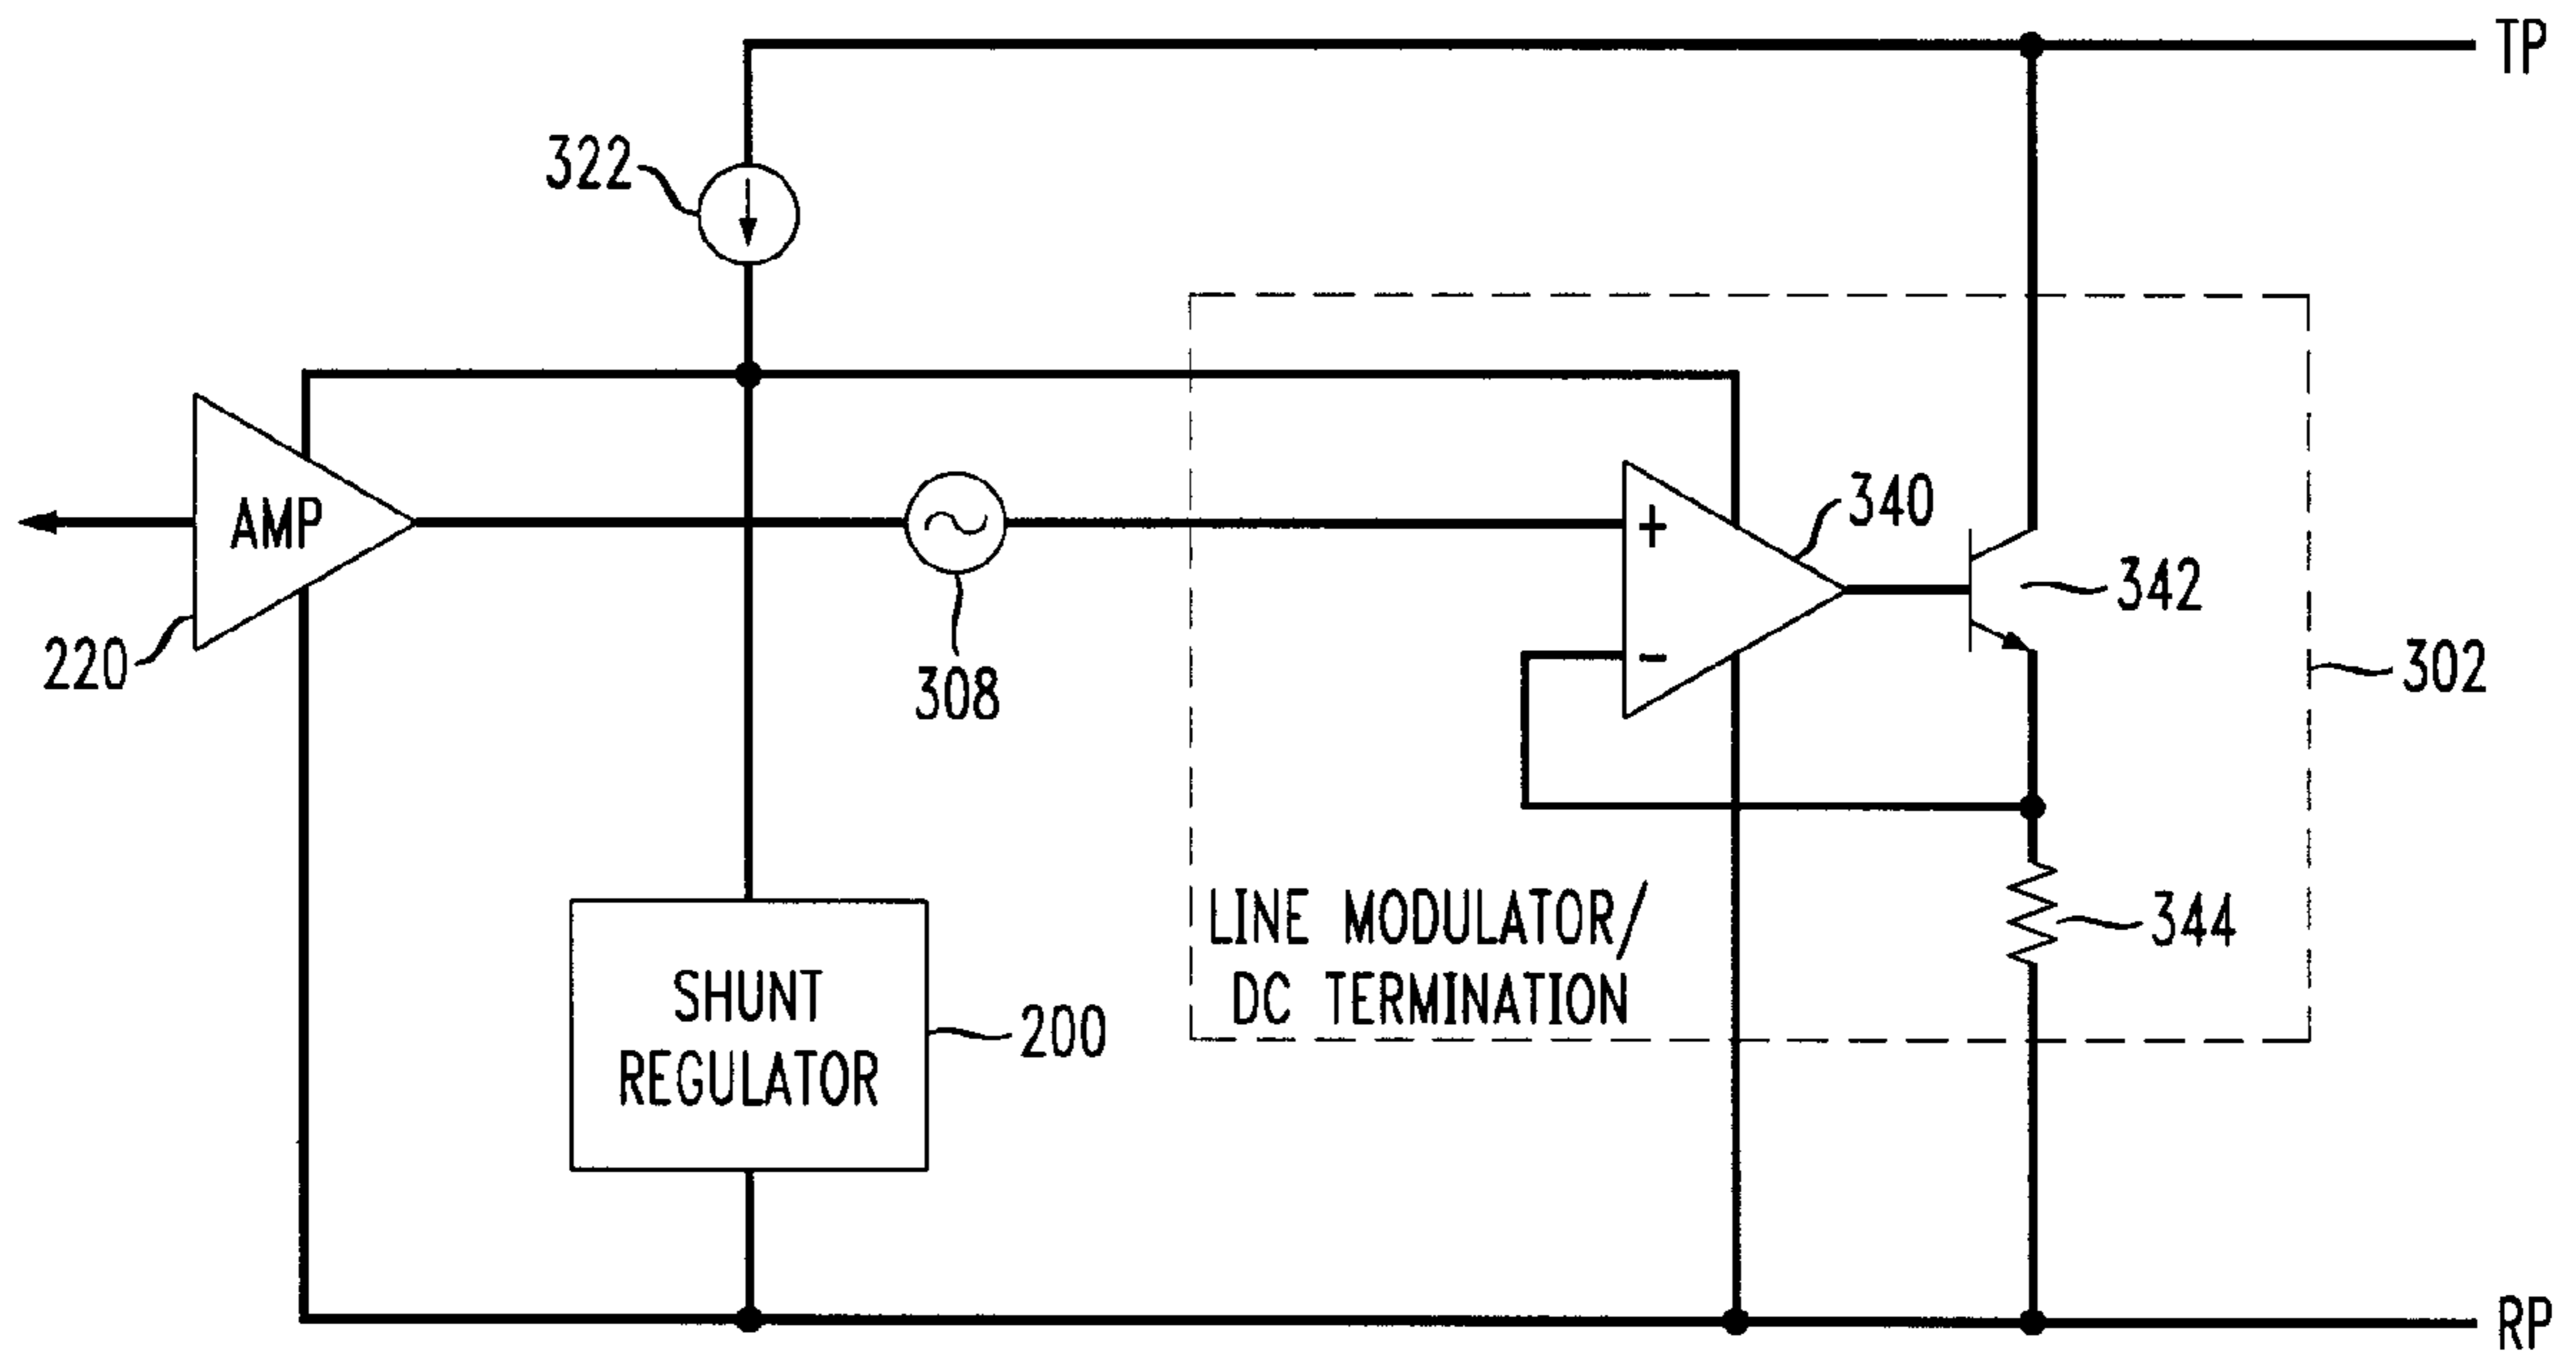 TP
322
AMP
340
342
220
308
302
LINE MODULATOR/
DC TERMINATION
344
SHUNT
REGULATOR
200
RP